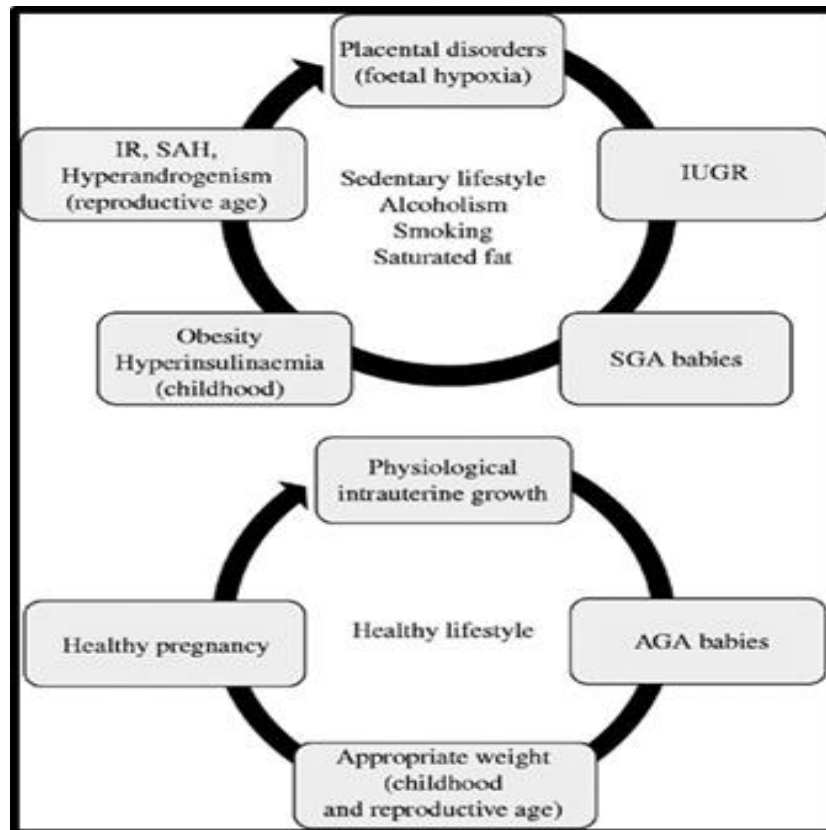 Placental disorders
(foetal hypoxia)
IR, SAH,
Hyperandrogenism
(reproductive age)
IUGR
Sedentary lifestyle
Alcoholism
Smoking
Saturated fat
Obesity
Hyperinsulinaemia
(childhood)
SGA babies
Physiological
intrauterine growth
Healthy pregnancy
Healthy lifestyle
AGA babies
Appropriate weight
(childhood
and reproductive age)